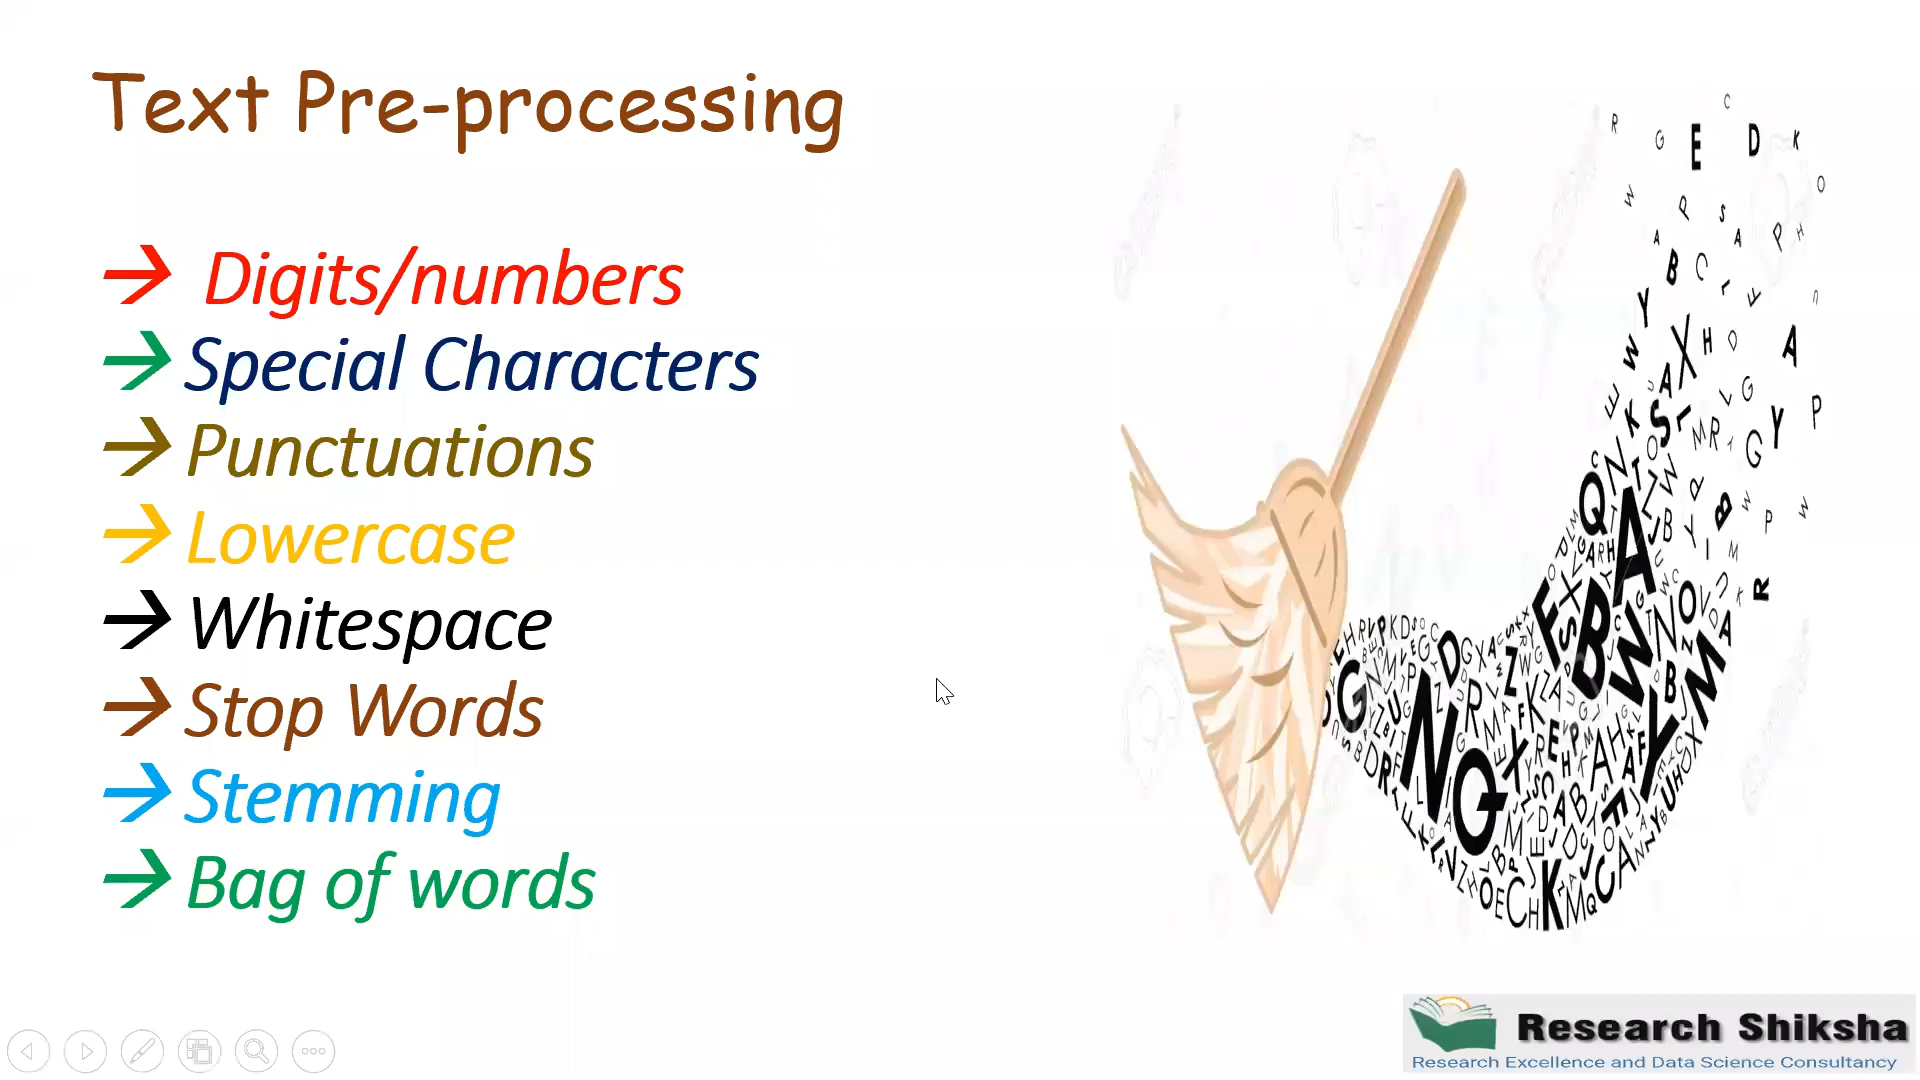 Text Pre-processing
→ Digits/numbers
→ Special Characters
→ Punctuations
→ Lowercase
→ Whitespace
→ Stop Words
→ Stemming
→ Bag of words
Research Shiksha
Research Excellence and Data Science Consultancy